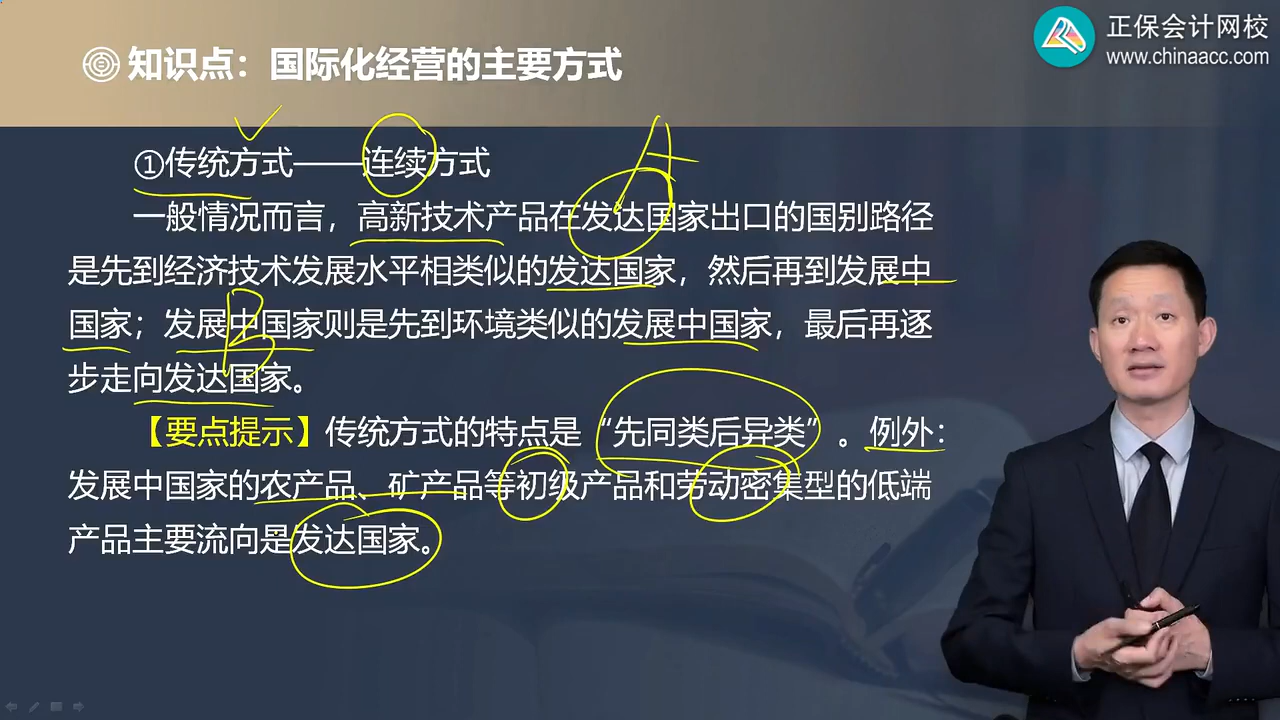 正保会计网校
www.chinaacc.com
知识点：国际化经营的主要方式
①传统方式——连续方式
一般情况而言，高新技术产品在发达国家出口的国别路径
是先到经济技术发展水平相类似的发达国家，然后再到发展中
国家；发展中国家则是先到环境类似的发展中国家，最后再逐
步走向发达国家。
【要点提示】传统方式的特点是“先同类后异类”。例外：
发展中国家的农产品、矿产品等初级产品和劳动密集型的低端
产品主要流向是发达国家。
A
B